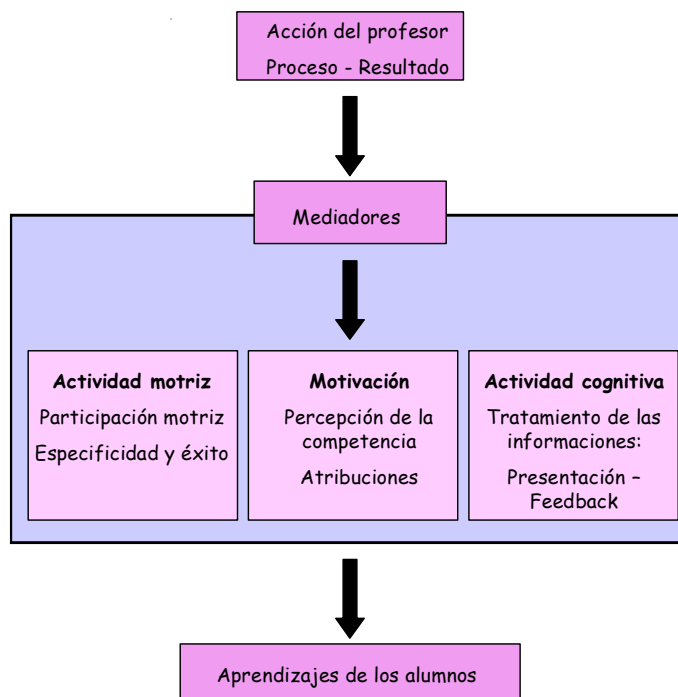 Acción del profesor
Proceso - Resultado
Mediadores
Actividad motriz
Participación motriz
Especificidad y éxito
Motivación
Percepción de la
competencia
Atribuciones
Actividad cognitiva
Tratamiento de las
informaciones:
Presentación –
Feedback
Aprendizajes de los alumnos